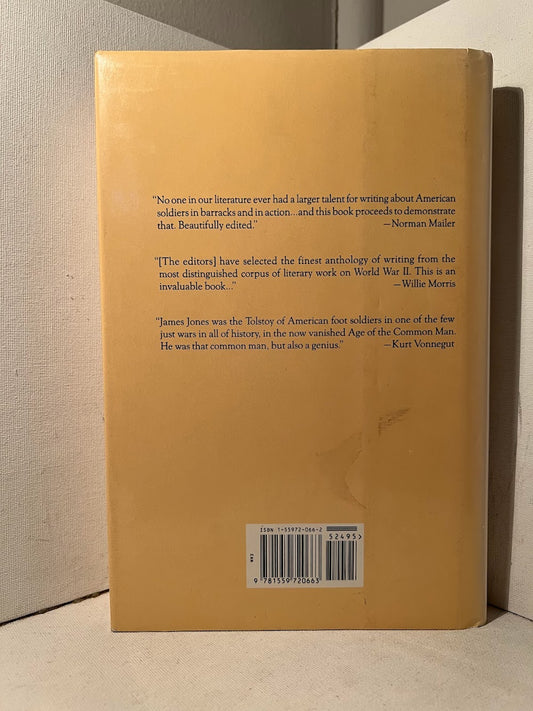 "No one in our literature ever had a larger talent for writing about American
soldiers in barracks and in action...and this book proceeds to demonstrate
that. Beautifully edited." —Norman Mailer
"[The editors] have selected the finest anthology of writing from the
most distinguished corpus of literary work on World War II. This is an
invaluable book..." —Willie Morris
"James Jones was the Tolstoy of American foot soldiers in one of the few
just wars in all of history, in the now vanished Age of the Common Man.
He was that common man, but also a genius." —Kurt Vonnegut
ISBN 1-55972-066-2
52495>
9 781559 720663